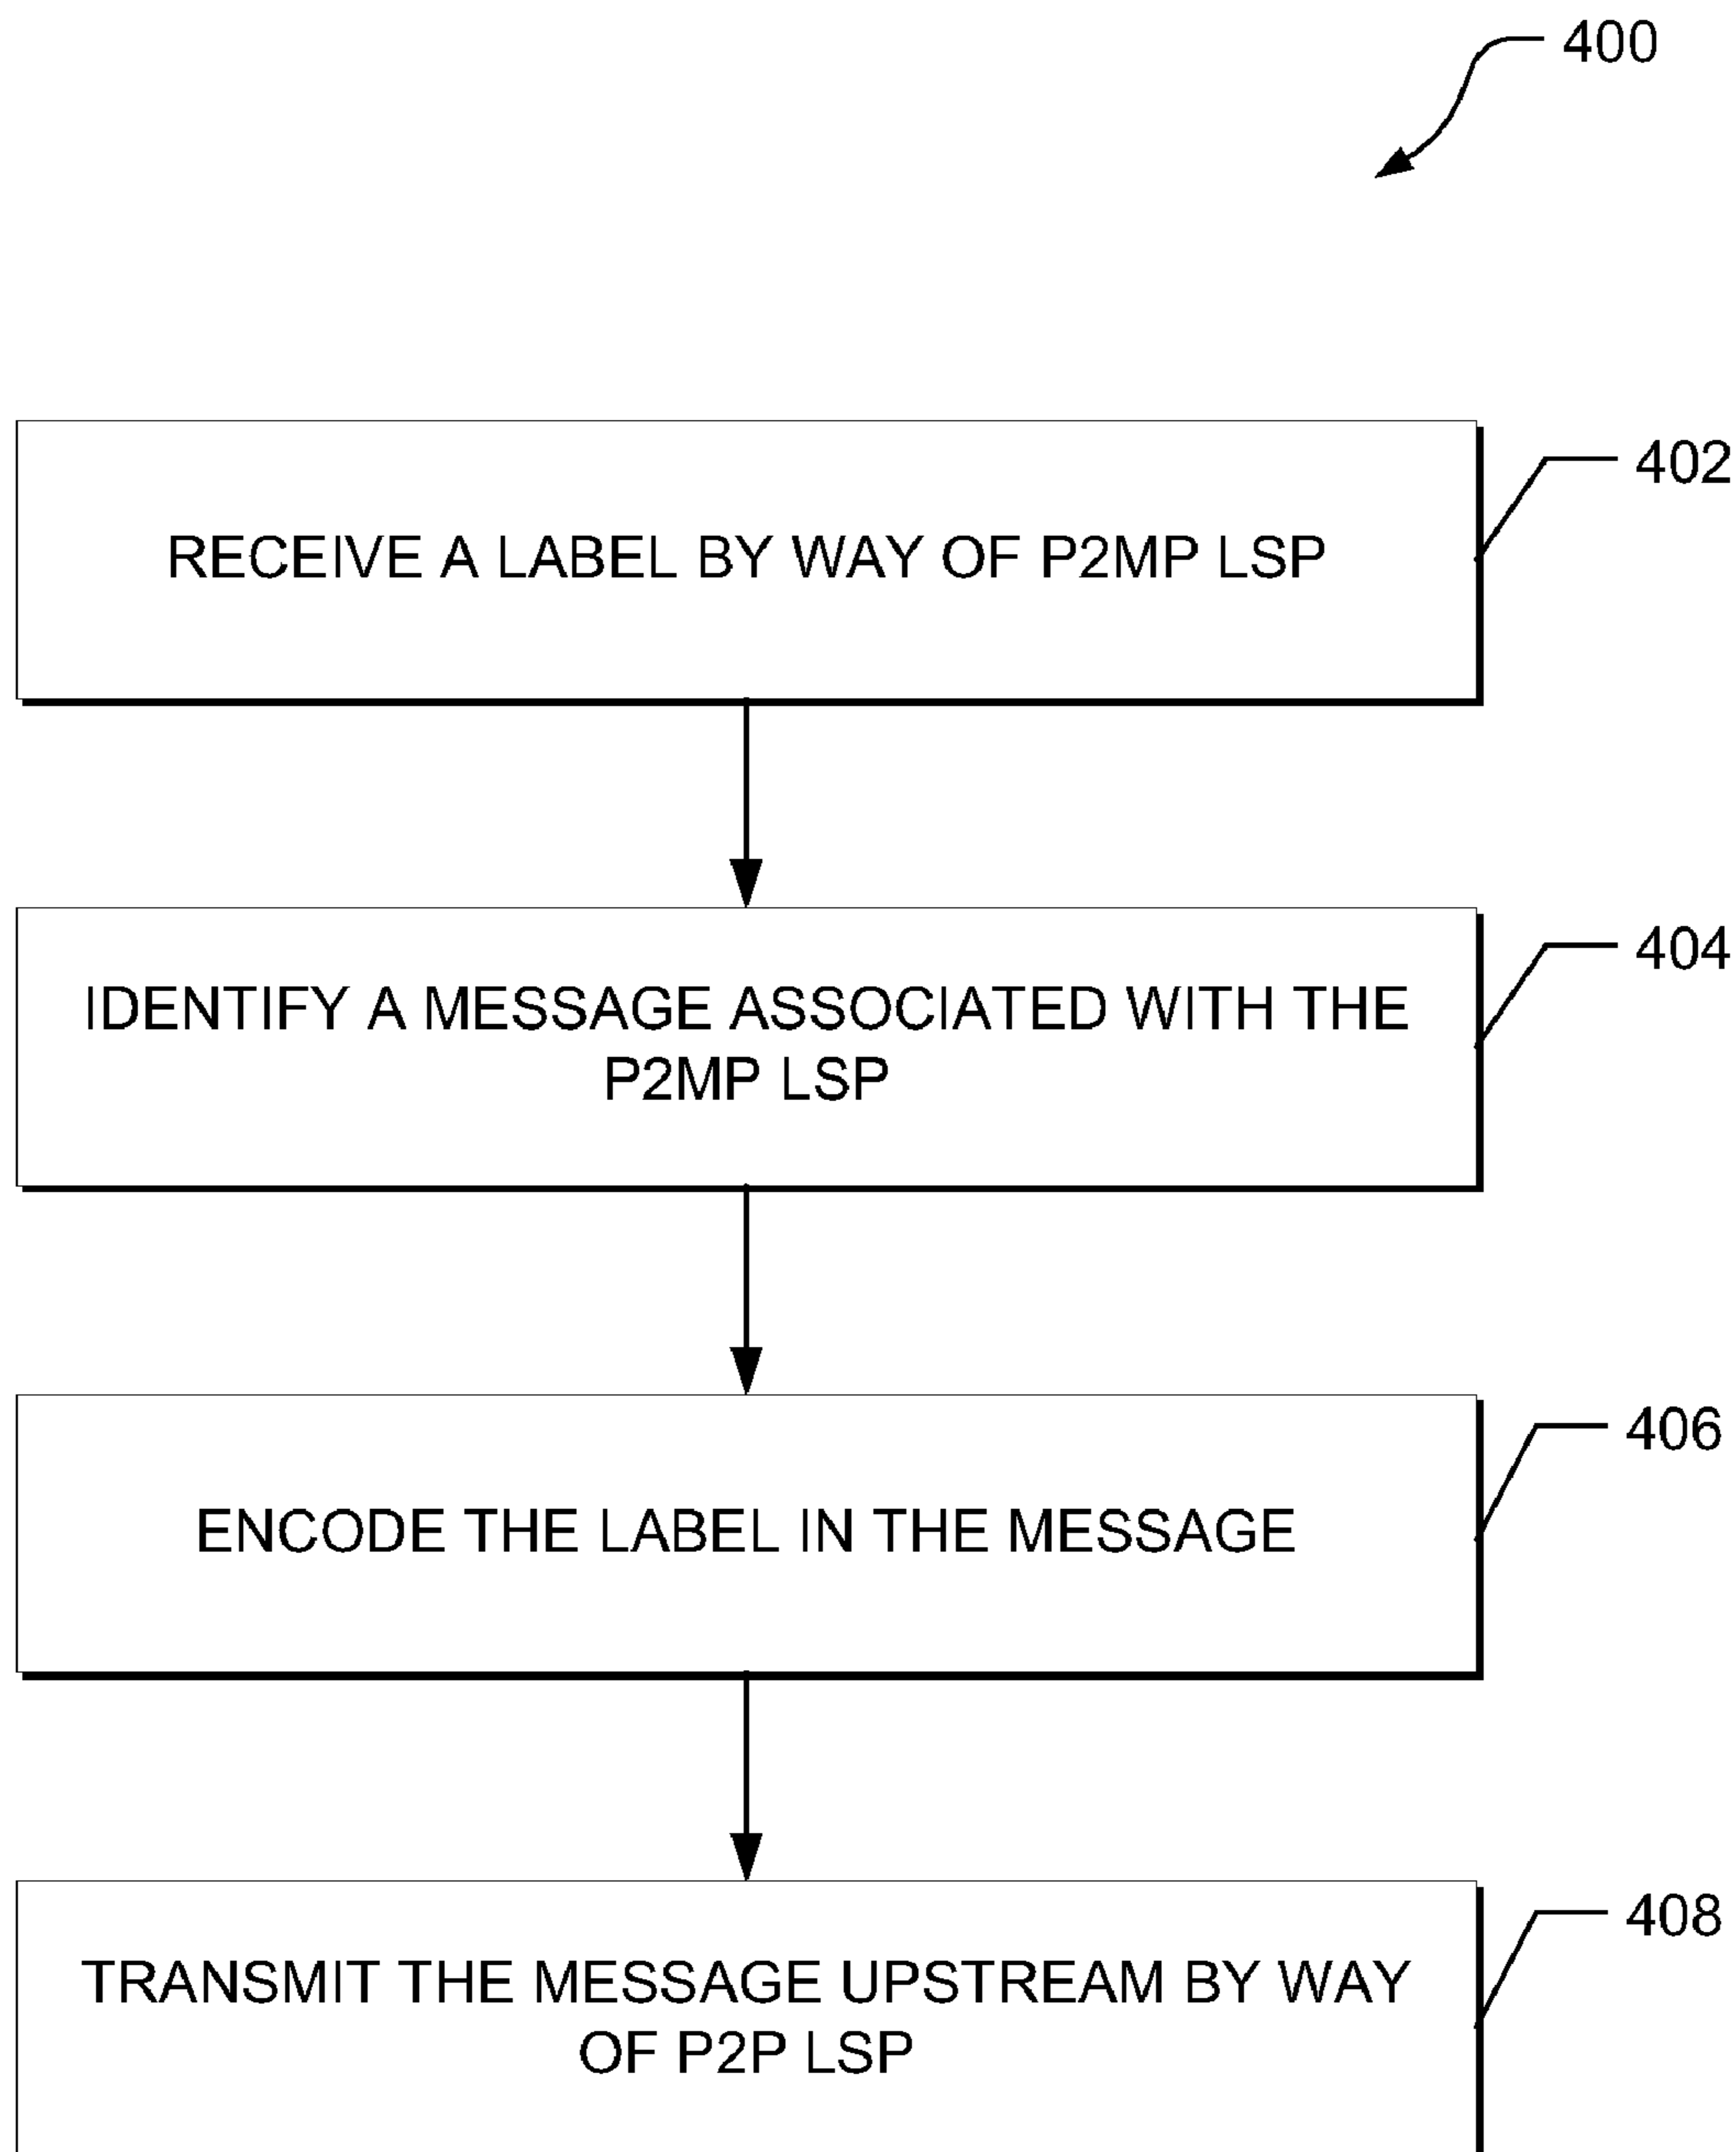 400
402
RECEIVE A LABEL BY WAY OF P2MP LSP
404
IDENTIFY A MESSAGE ASSOCIATED WITH THE
P2MP LSP
406
ENCODE THE LABEL IN THE MESSAGE
408
TRANSMIT THE MESSAGE UPSTREAM BY WAY
OF P2P LSP